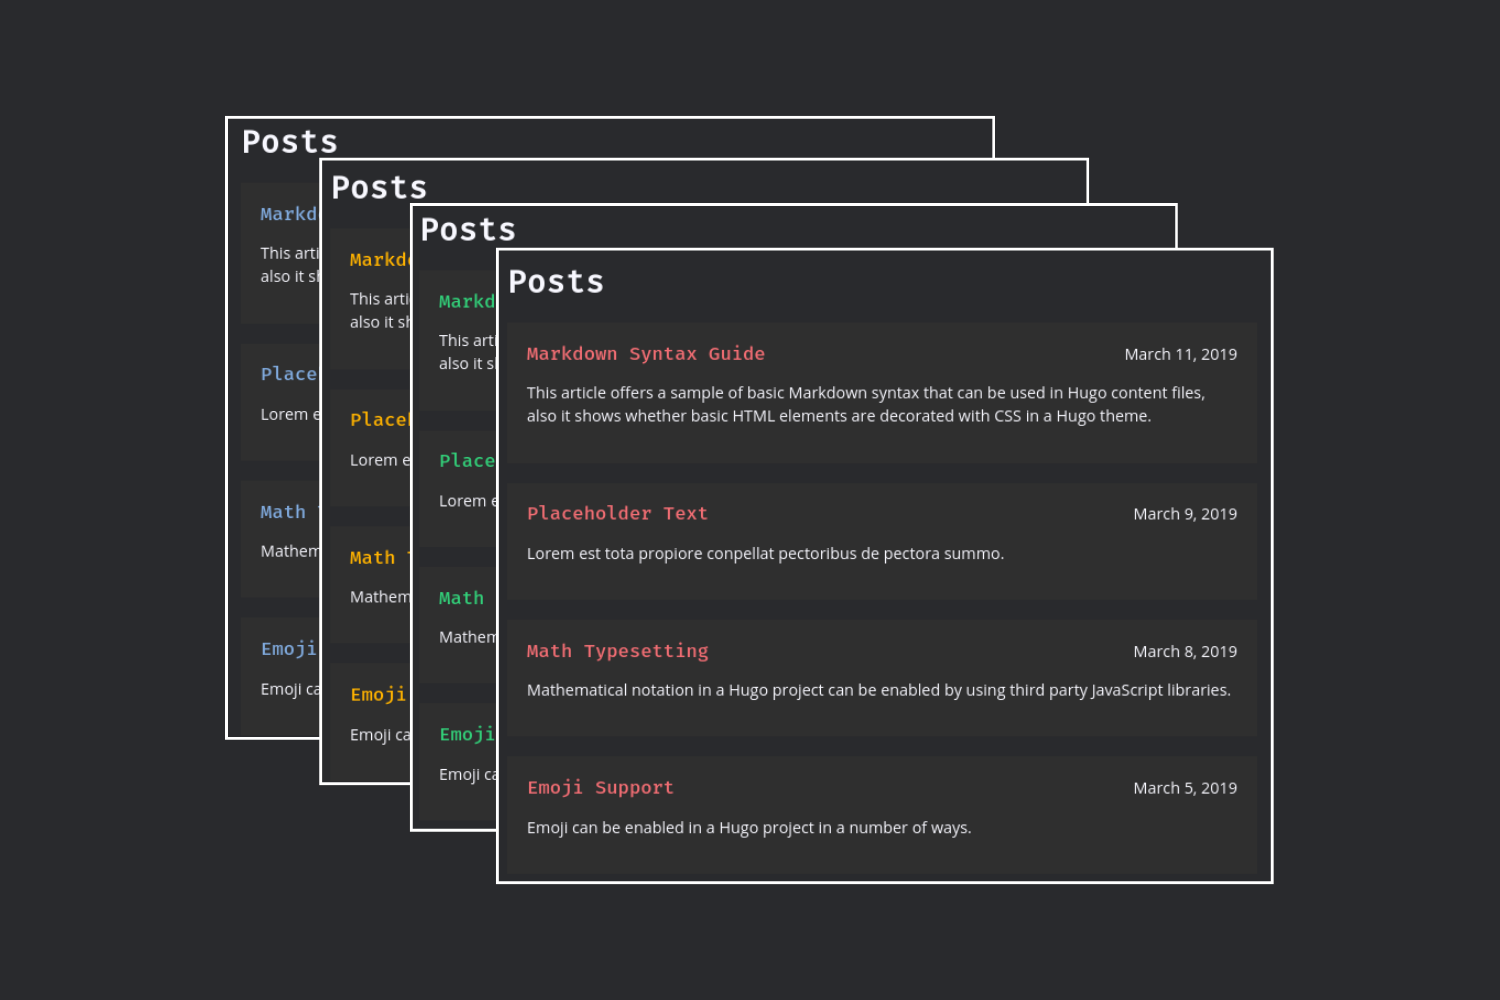 Posts
Markd
This arti
also it sh
Place
Lorem e
Math
Mathem
Emoji
Emoji ca
Posts
Markdo
This arti
also it sh
Place
Lorem e
Math
Mathem
Emoji
Emoji ca
Posts
Markd
This arti
also it s
Place
Lorem e
Math
Mathem
Emoji
Emoji ca
Posts
Markdown Syntax Guide March 11, 2019
This article offers a sample of basic Markdown syntax that can be used in Hugo content files,
also it shows whether basic HTML elements are decorated with CSS in a Hugo theme.
Placeholder Text March 9, 2019
Lorem est tota propiore conpellat pectoribus de pectora summo.
Math Typesetting March 8, 2019
Mathematical notation in a Hugo project can be enabled by using third party JavaScript libraries.
Emoji Support March 5, 2019
Emoji can be enabled in a Hugo project in a number of ways.